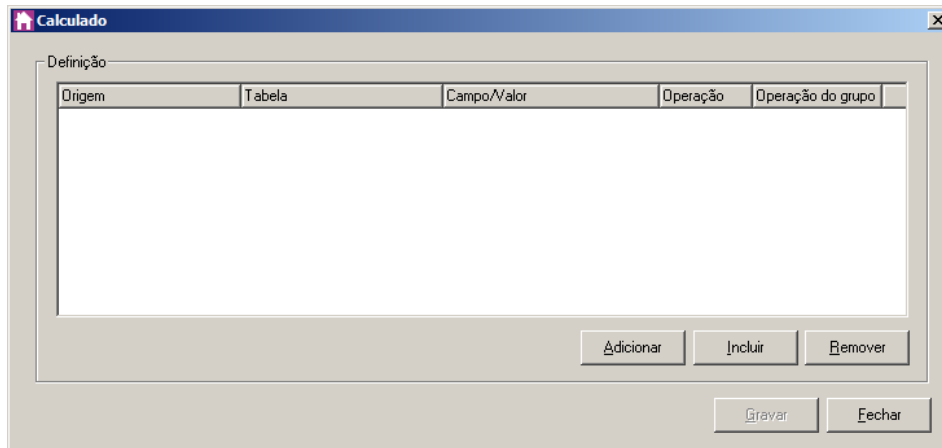 Calculado
Definição
Origem Tabela Campo/Valor Operação Operação do grupo
Adicionar Incluir Remover
Gravar Fechar